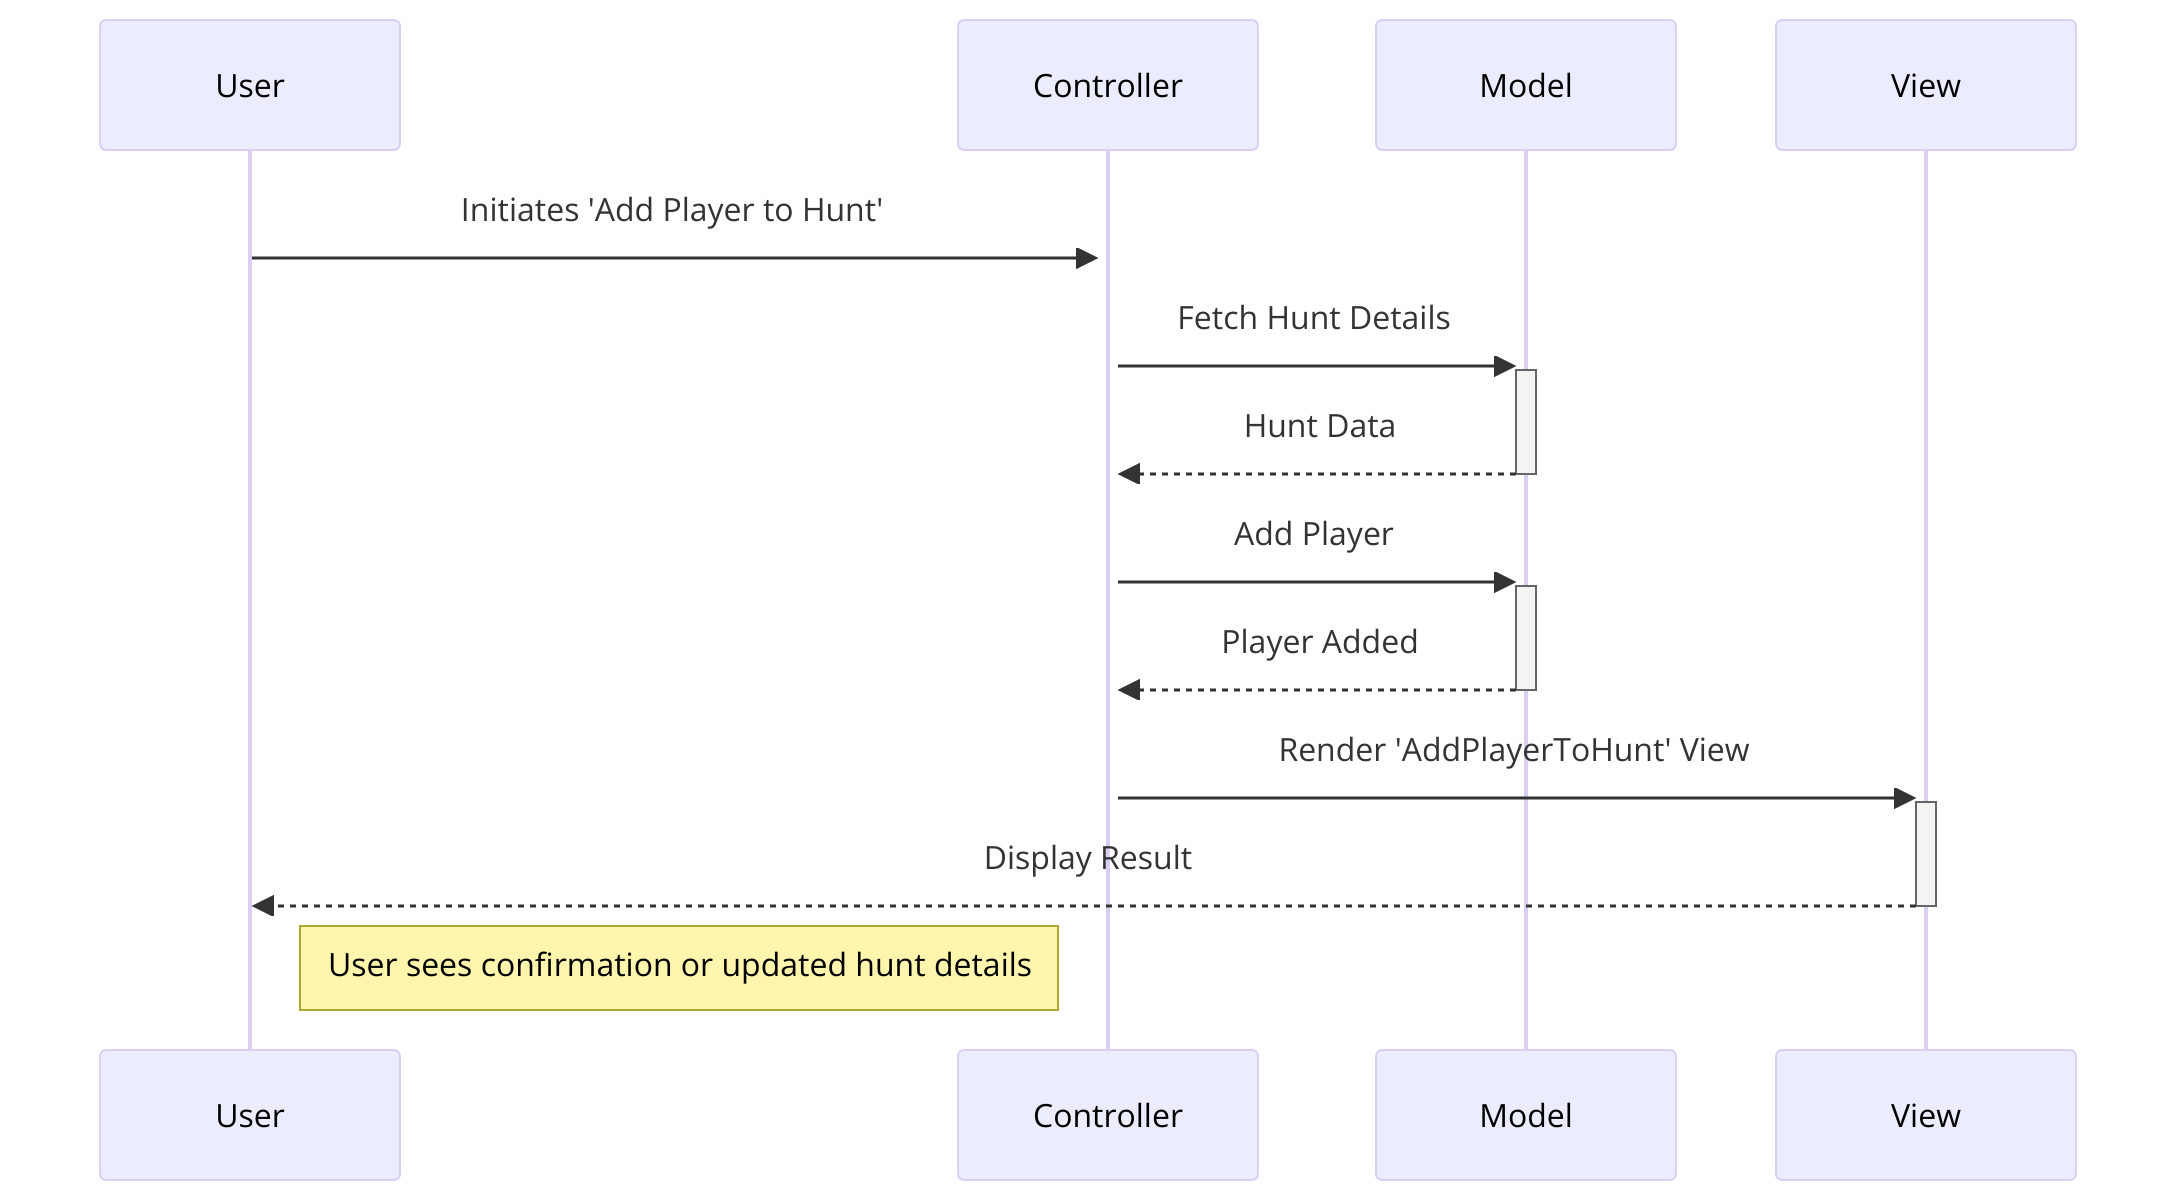 User
Controller
Model
View
Initiates 'Add Player to Hunt'
Fetch Hunt Details
Hunt Data
Add Player
Player Added
Render 'AddPlayerToHunt' View
Display Result
User sees confirmation or updated hunt details
User
Controller
Model
View